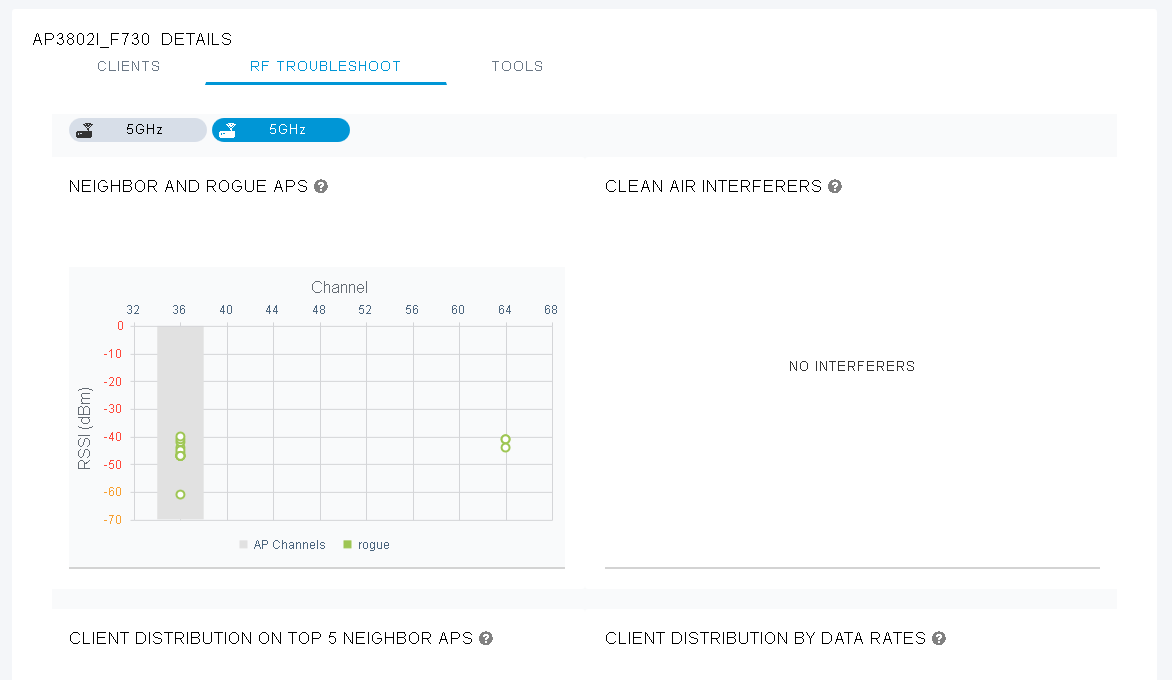 AP3802I_F730 DETAILS
CLIENTS RF TROUBLESHOOT TOOLS
5GHz 5GHz
NEIGHBOR AND ROGUE APS ?
CLEAN AIR INTERFERERS ?
Channel
32 36 40 44 48 52 56 60 64 68
0
-10
-20
-30
-40
-50
-60
-70
RSSI (dBm)
AP Channels rogue
NO INTERFERERS
CLIENT DISTRIBUTION ON TOP 5 NEIGHBOR APS ?
CLIENT DISTRIBUTION BY DATA RATES ?